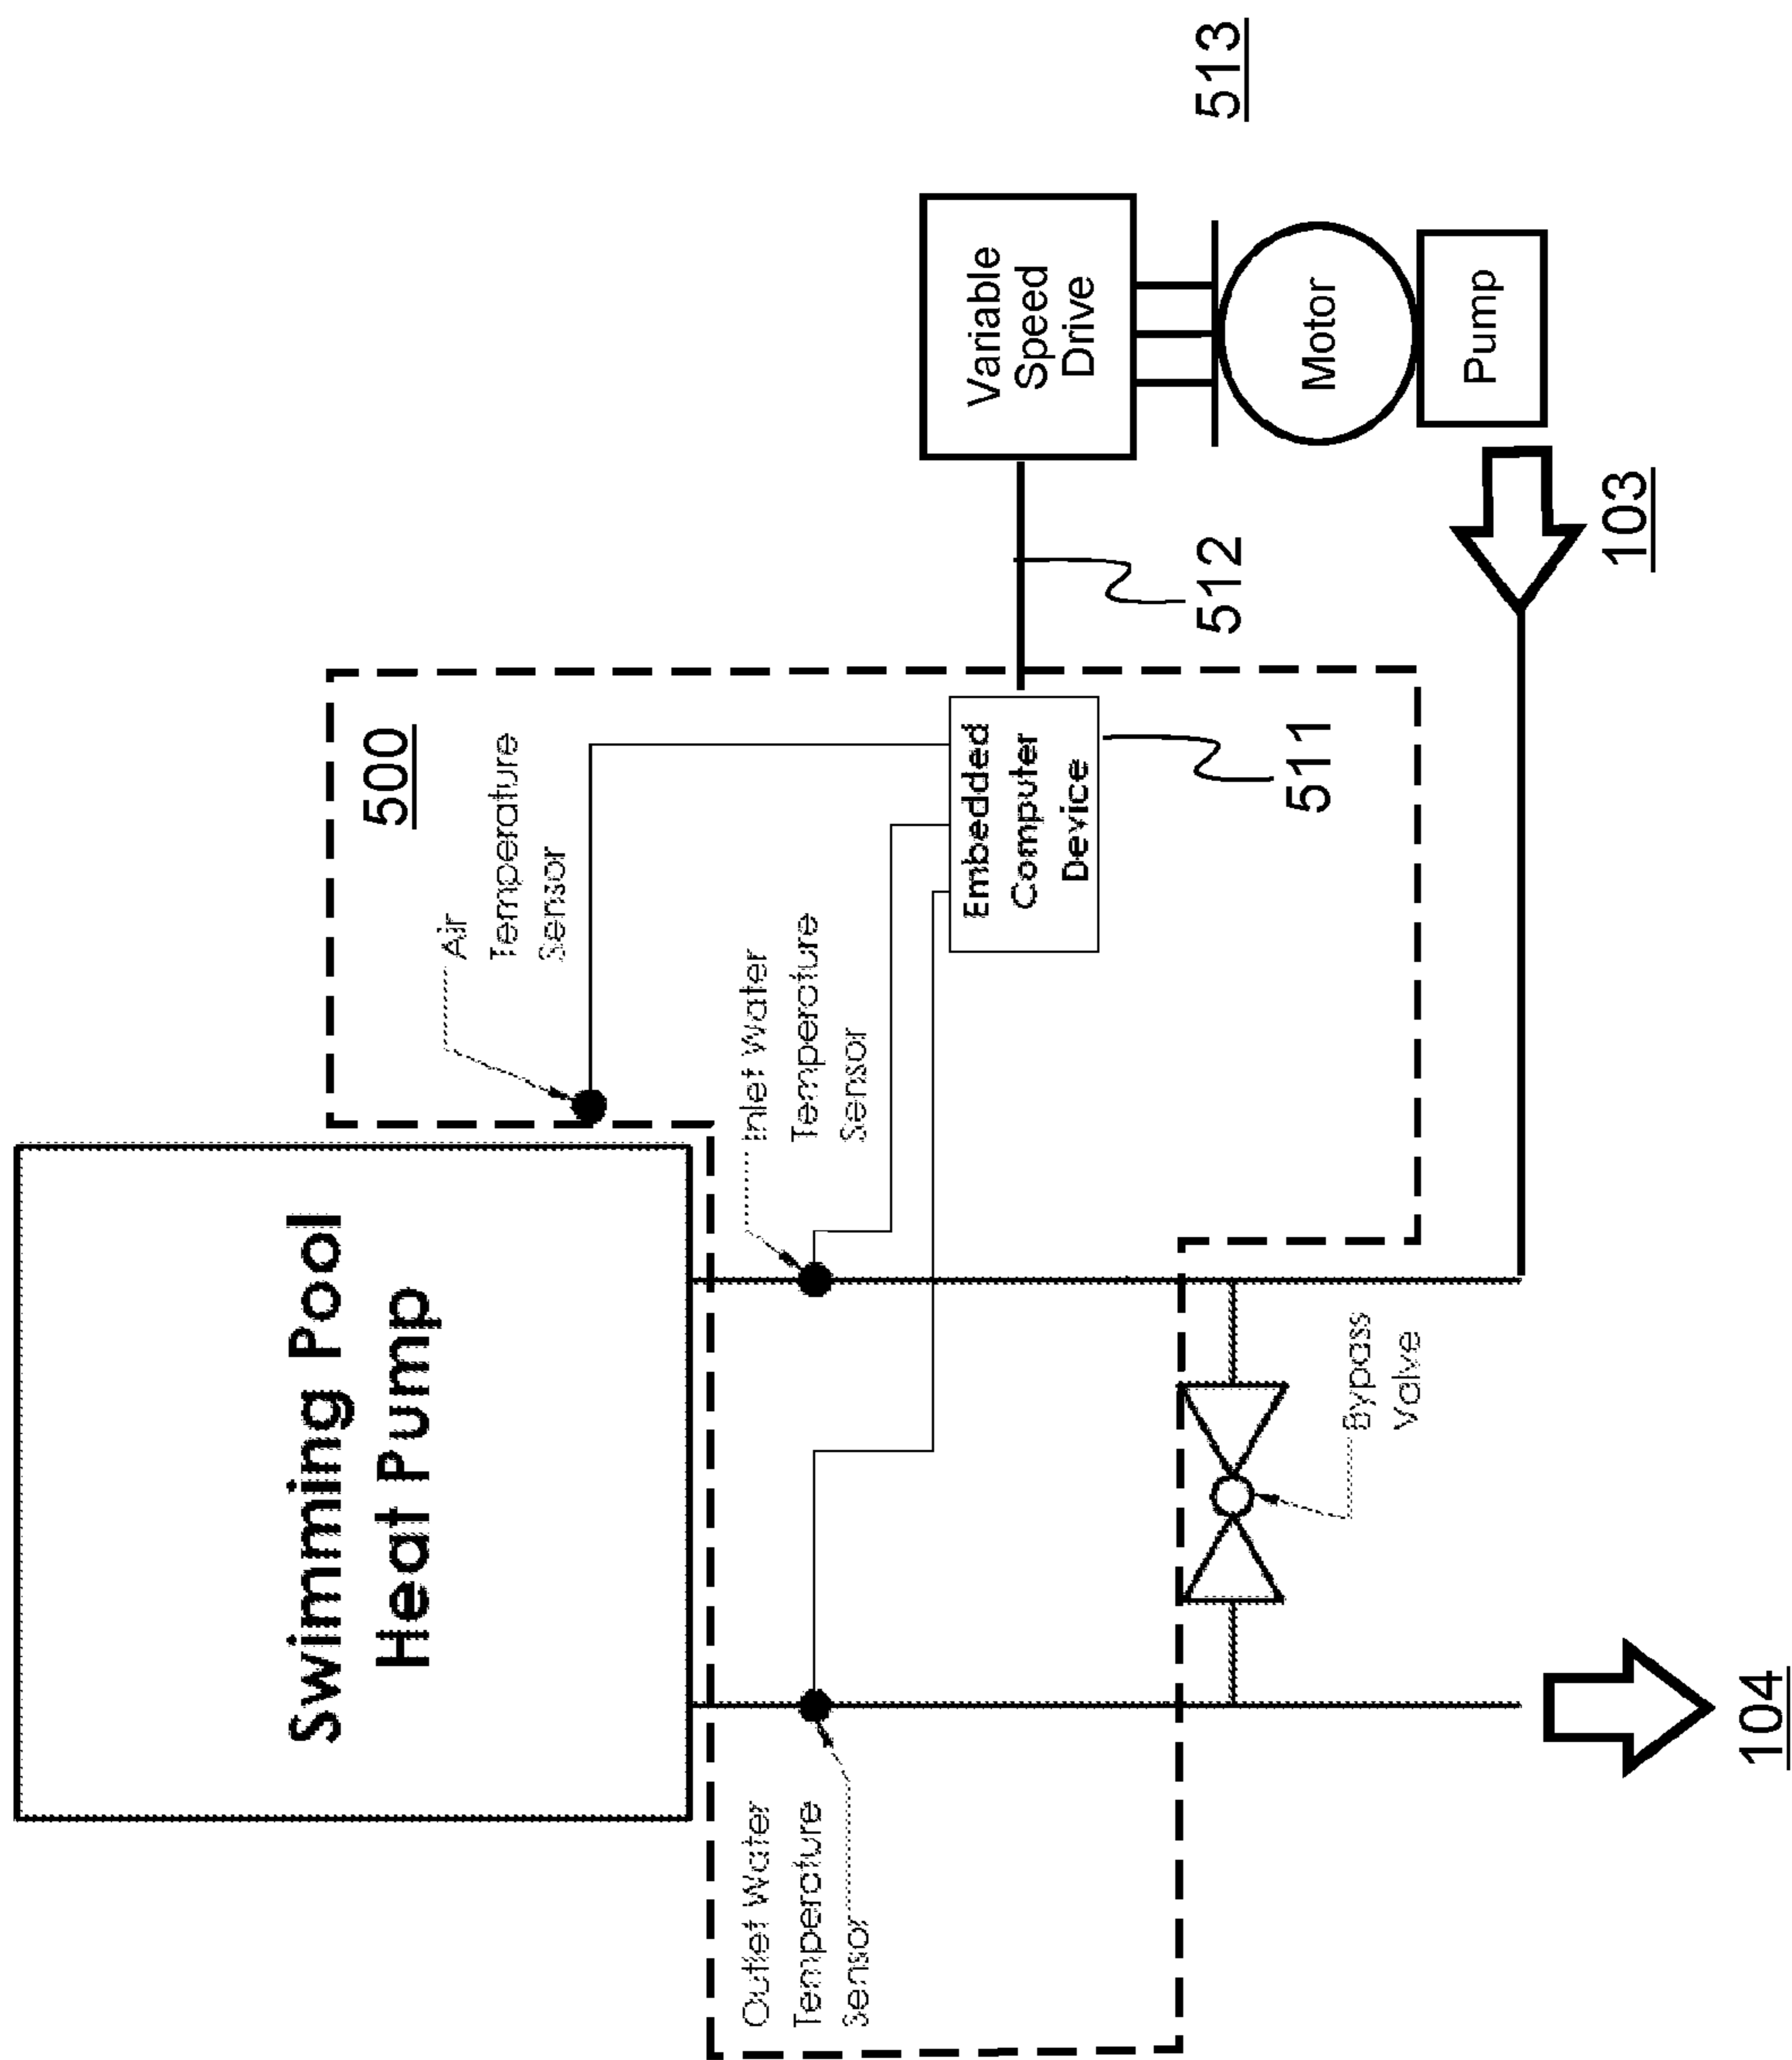 Swimming Pool
Heat Pump
500
Air
Temperature
Sensor
Outlet Water
Temperature
Sensor
Inlet Water
Temperature
Sensor
Embedded
Computer
Device
511
512
Variable
Speed
Drive
Motor
Pump
513
Bypass
Valve
103
104